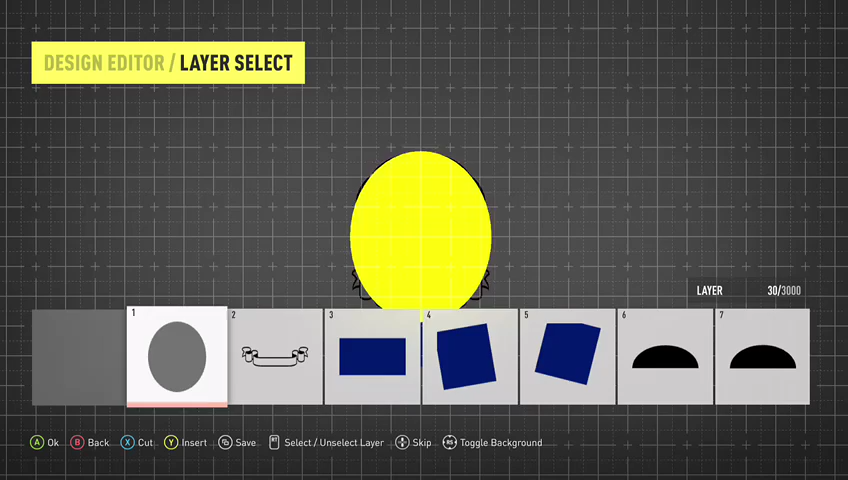 DESIGN EDITOR / LAYER SELECT
LAYER 30/3000
1 2 3 4 5 6 7
A Ok B Back X Cut Y Insert Save RT Select / Unselect Layer Skip RS Toggle Background